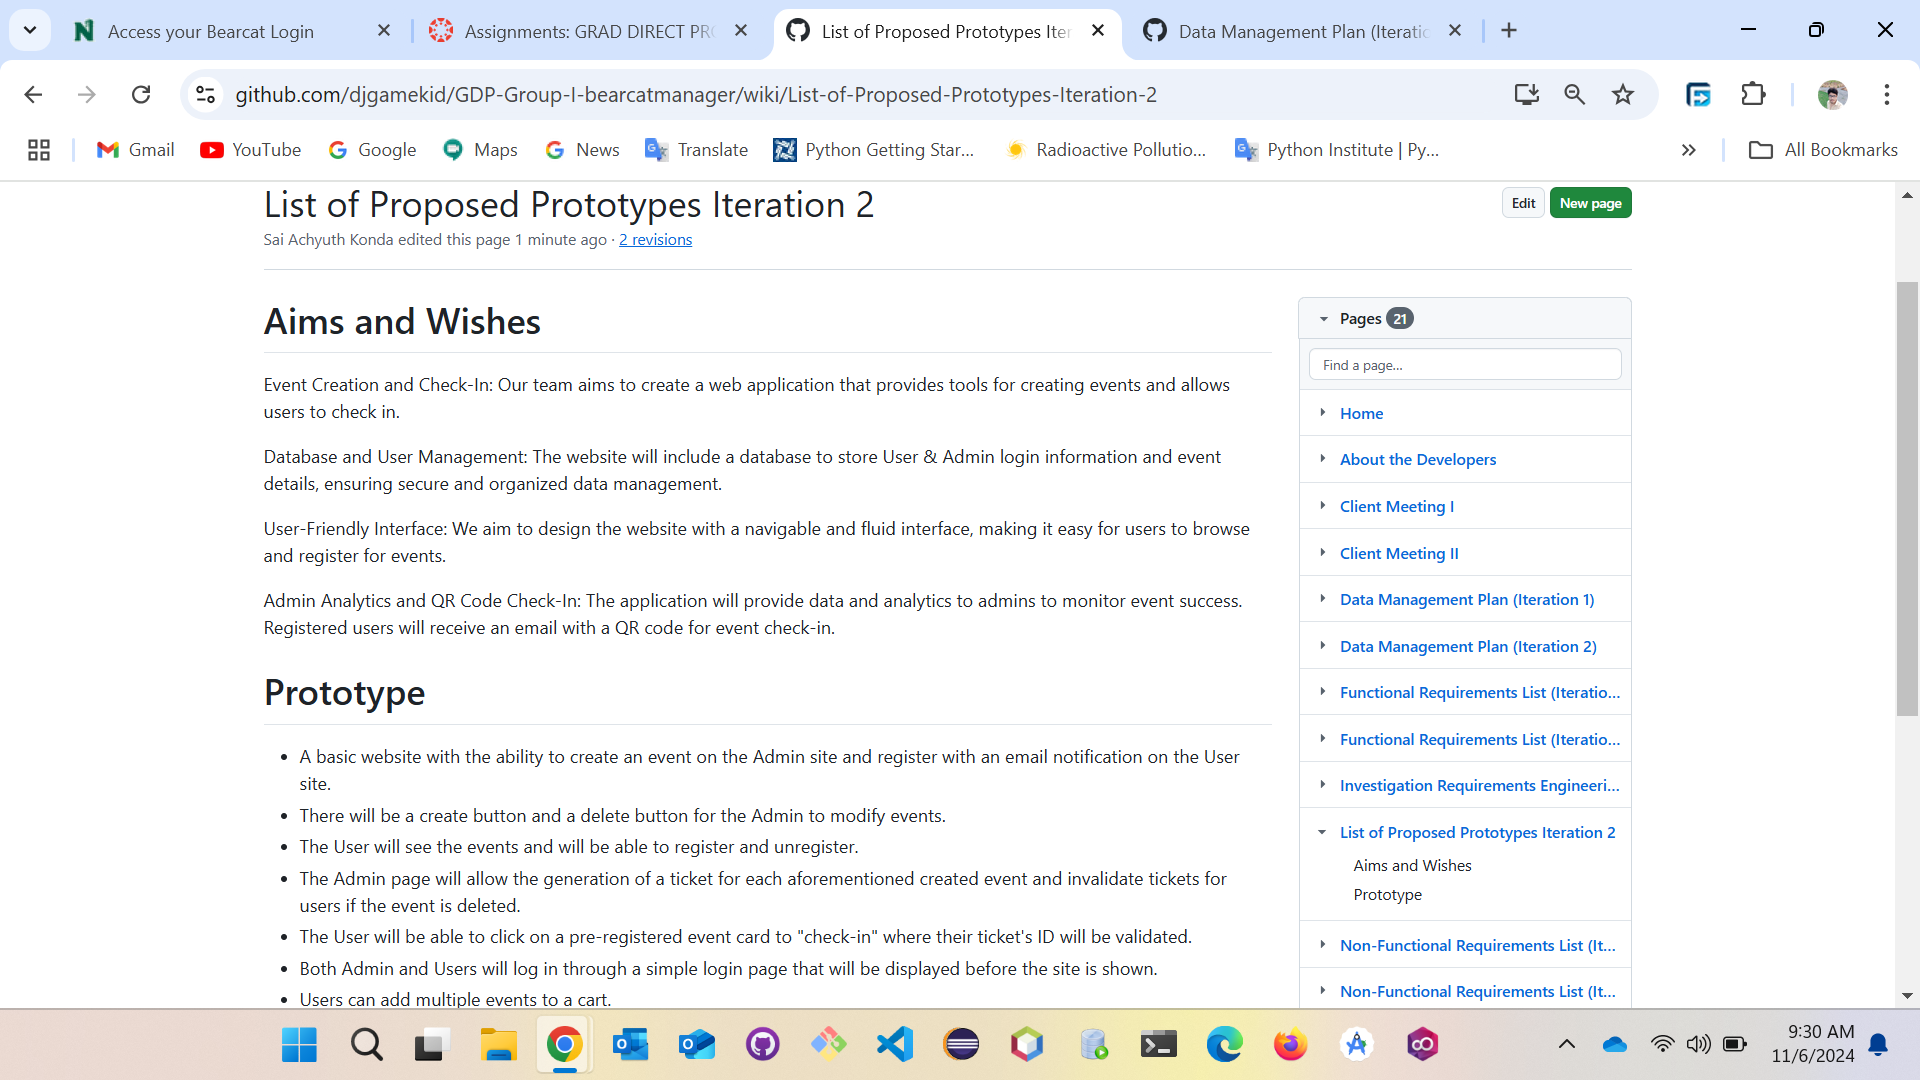 Access your Bearcat Login
Assignments: GRAD DIRECT PRO
List of Proposed Prototypes Iter
Data Management Plan (Iteratio
github.com/djgamekid/GDP-Group-I-bearcatmanager/wiki/List-of-Proposed-Prototypes-Iteration-2
Gmail
YouTube
Google
Maps
News
Translate
Python Getting Star...
Radioactive Pollutio...
Python Institute | Py...
All Bookmarks
List of Proposed Prototypes Iteration 2
Edit
New page
Sai Achyuth Konda edited this page 1 minute ago · 2 revisions
Aims and Wishes
Event Creation and Check-In: Our team aims to create a web application that provides tools for creating events and allows
users to check in.
Database and User Management: The website will include a database to store User & Admin login information and event
details, ensuring secure and organized data management.
User-Friendly Interface: We aim to design the website with a navigable and fluid interface, making it easy for users to browse
and register for events.
Admin Analytics and QR Code Check-In: The application will provide data and analytics to admins to monitor event success.
Registered users will receive an email with a QR code for event check-in.
Prototype
• A basic website with the ability to create an event on the Admin site and register with an email notification on the User
site.
• There will be a create button and a delete button for the Admin to modify events.
• The User will see the events and will be able to register and unregister.
• The Admin page will allow the generation of a ticket for each aforementioned created event and invalidate tickets for
users if the event is deleted.
• The User will be able to click on a pre-registered event card to "check-in" where their ticket's ID will be validated.
• Both Admin and Users will log in through a simple login page that will be displayed before the site is shown.
• Users can add multiple events to a cart.
Pages 21
Find a page...
Home
About the Developers
Client Meeting I
Client Meeting II
Data Management Plan (Iteration 1)
Data Management Plan (Iteration 2)
Functional Requirements List (Iteratio...
Functional Requirements List (Iteratio...
Investigation Requirements Engineeri...
List of Proposed Prototypes Iteration 2
Aims and Wishes
Prototype
Non-Functional Requirements List (It...
Non-Functional Requirements List (It...
9:30 AM
11/6/2024